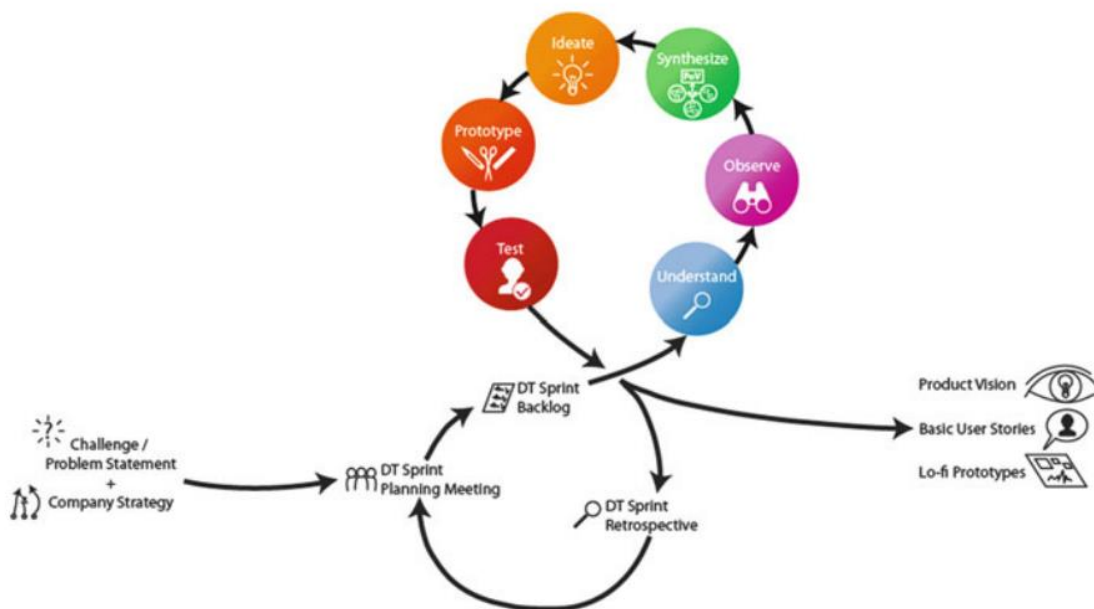 Ideate
Synthesize
PoV
Prototype
Observe
Test
Understand
DT Sprint
Backlog
Product Vision
Basic User Stories
Lo-fi Prototypes
?
Challenge /
Problem Statement
+
Company Strategy
DT Sprint
Planning Meeting
DT Sprint
Retrospective